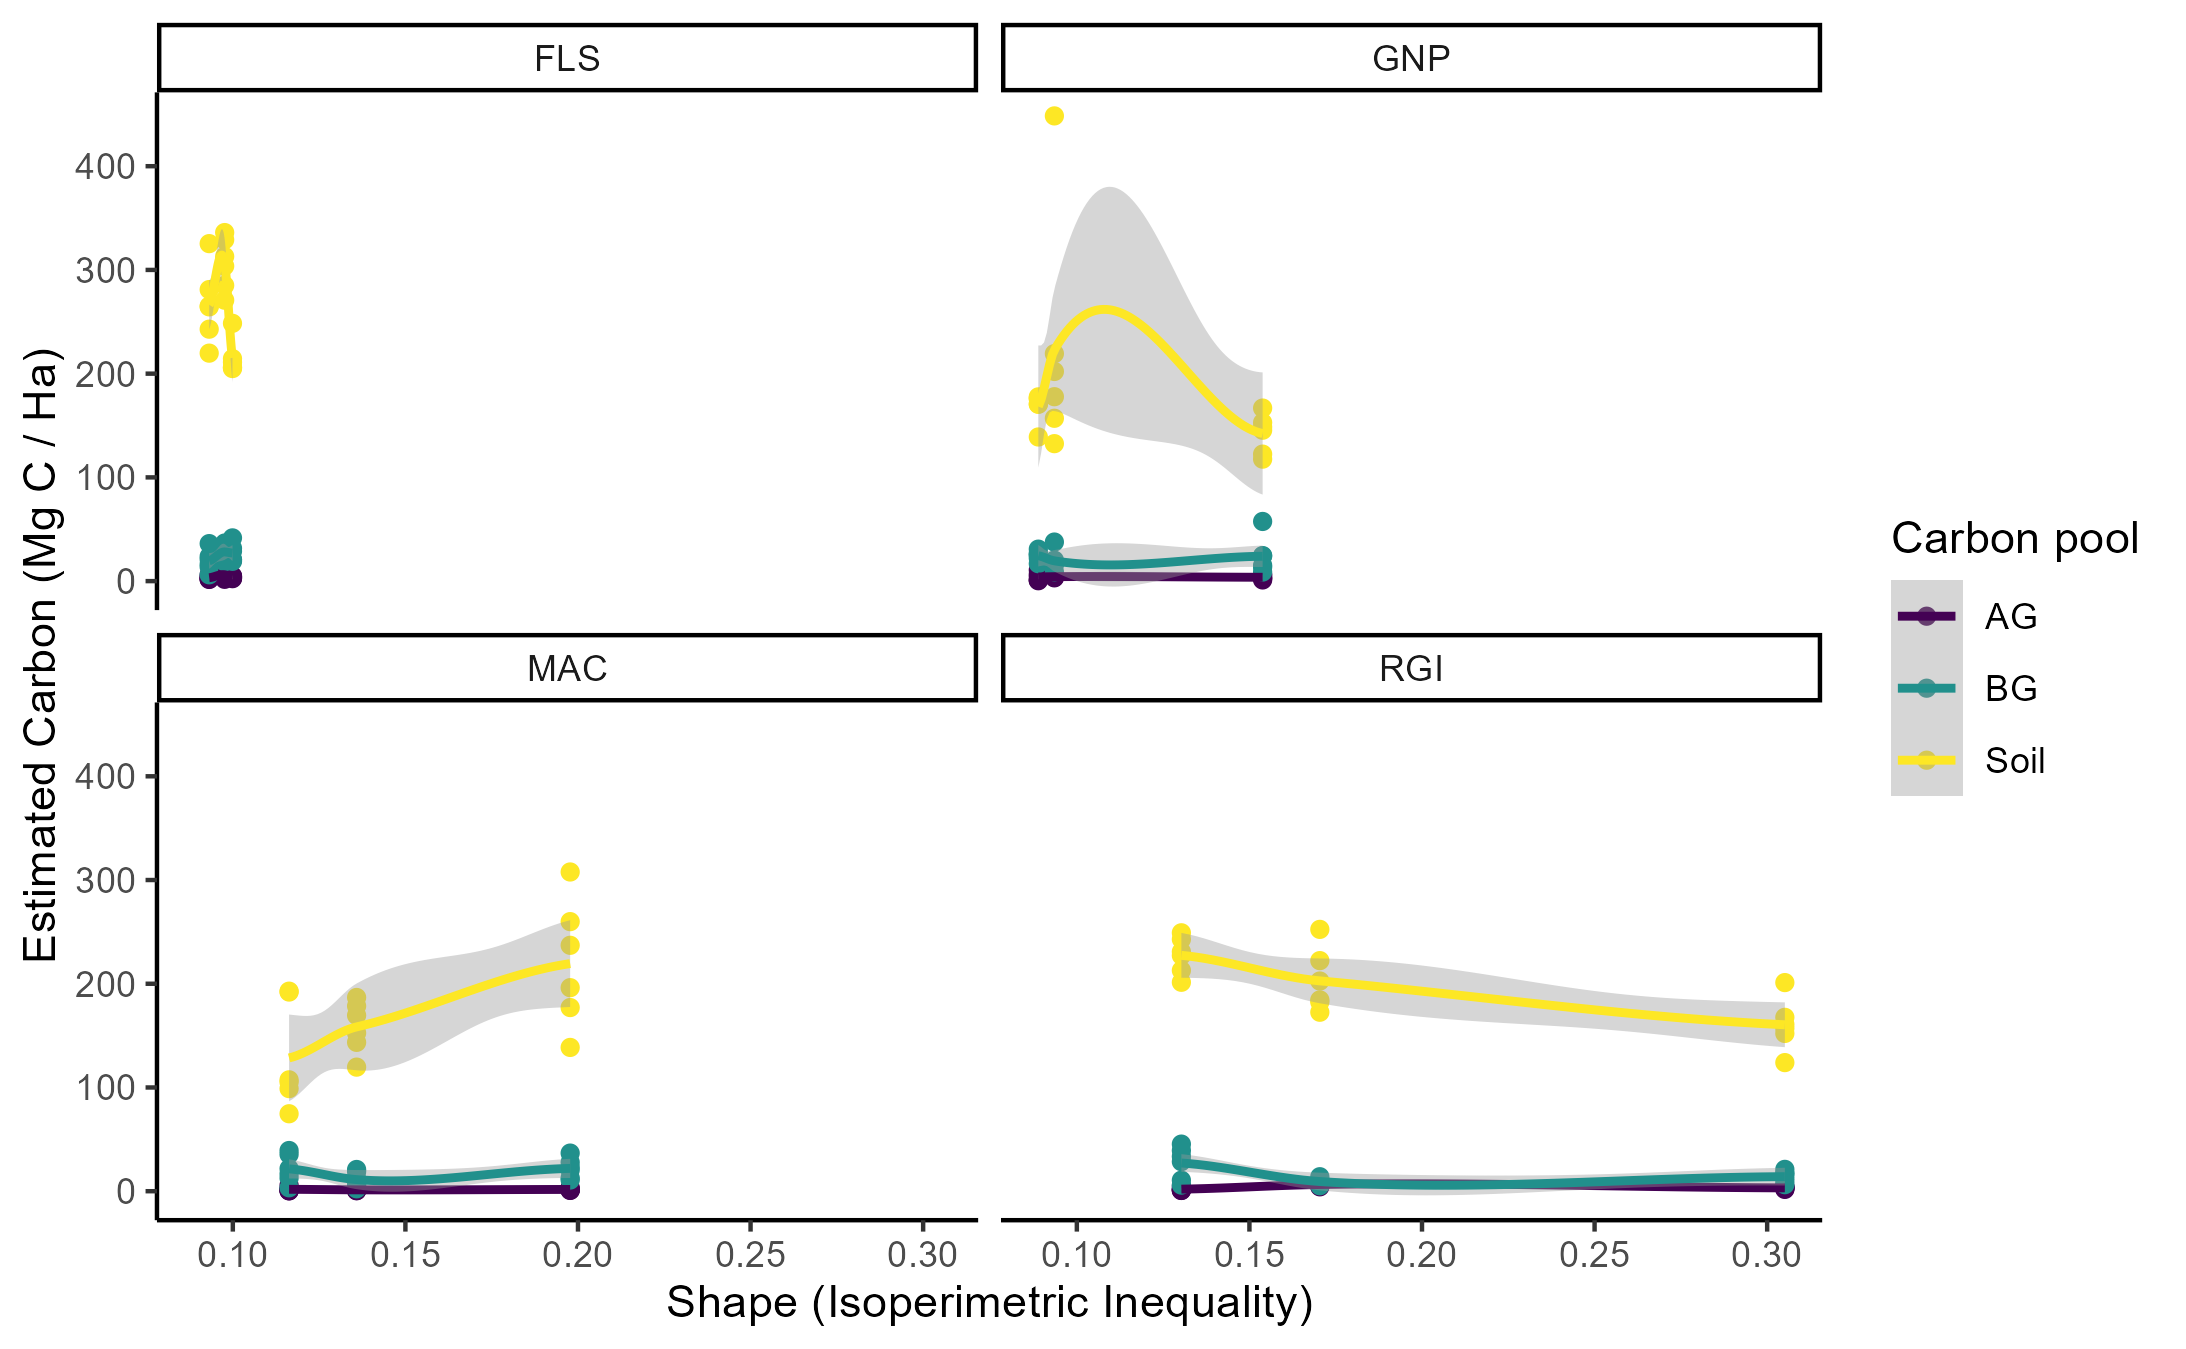 FLS
GNP
400
300
200
100
0
MAC
RGI
400
300
200
100
0
0.10 0.15 0.20 0.25 0.30
0.10 0.15 0.20 0.25 0.30
Shape (Isoperimetric Inequality)
Estimated Carbon (Mg C / Ha)
Carbon pool
AG
BG
Soil